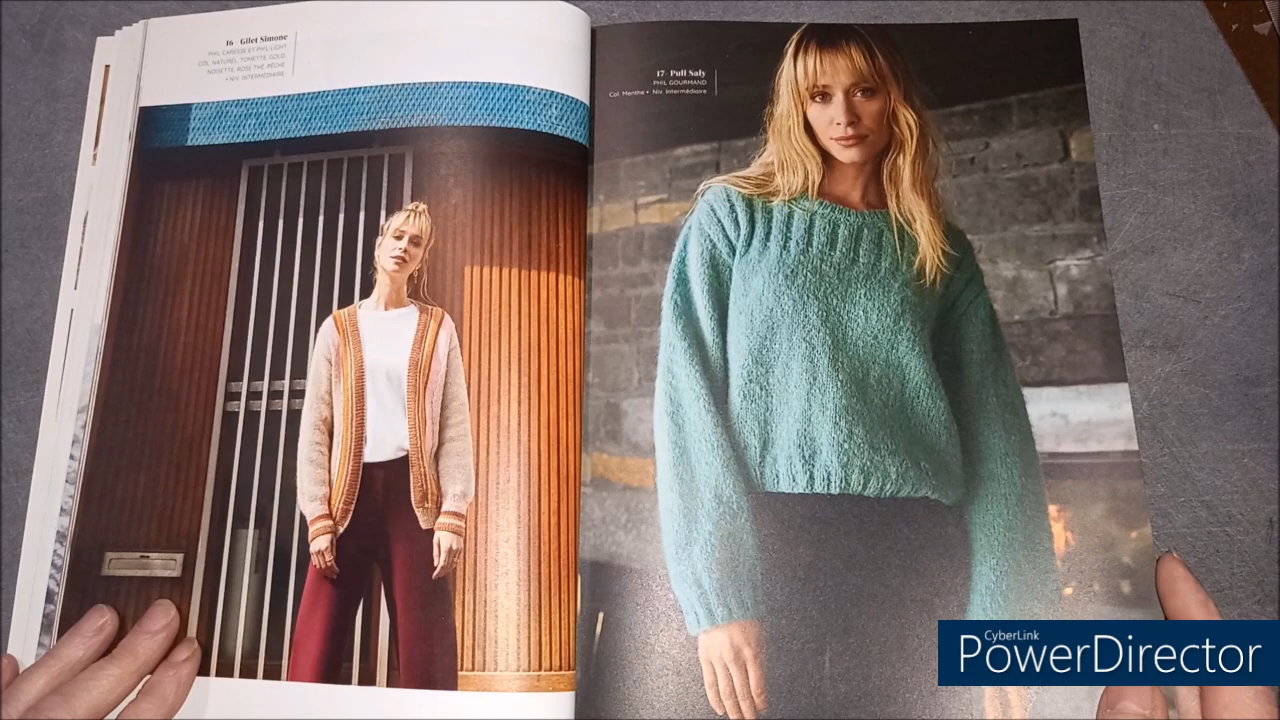 16 - Gilet Simone
PHIL CARESSE ET PHIL LIGHT
COL. NATUREL, TOMETTE, GOLD,
NOISETTE, ROSE THÉ, PÊCHE
• NIV. INTERMÉDIAIRE
17- Pull Saly
PHIL GOURMAND
Col. Menthe • Niv. Intermédiaire
CyberLink
PowerDirector